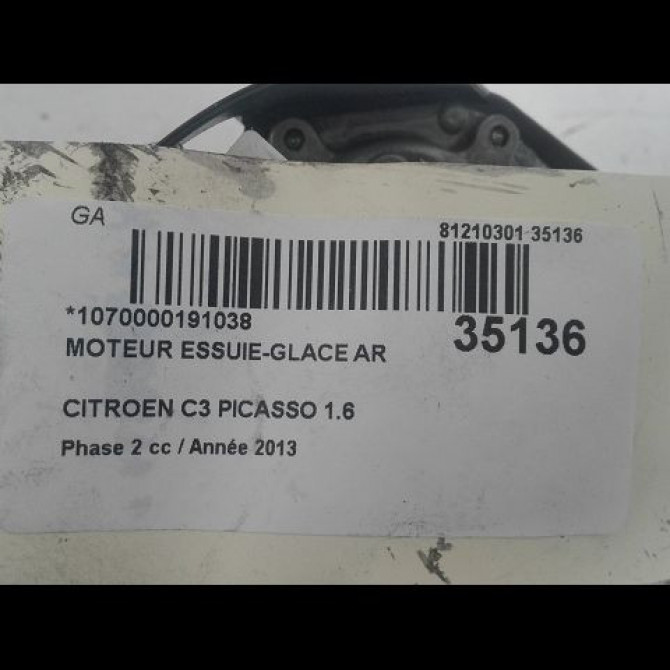 GA
81210301-35136
*1070000191038
35136
MOTEUR ESSUIE-GLACE AR
CITROEN C3 PICASSO 1.6
Phase 2 cc / Année 2013